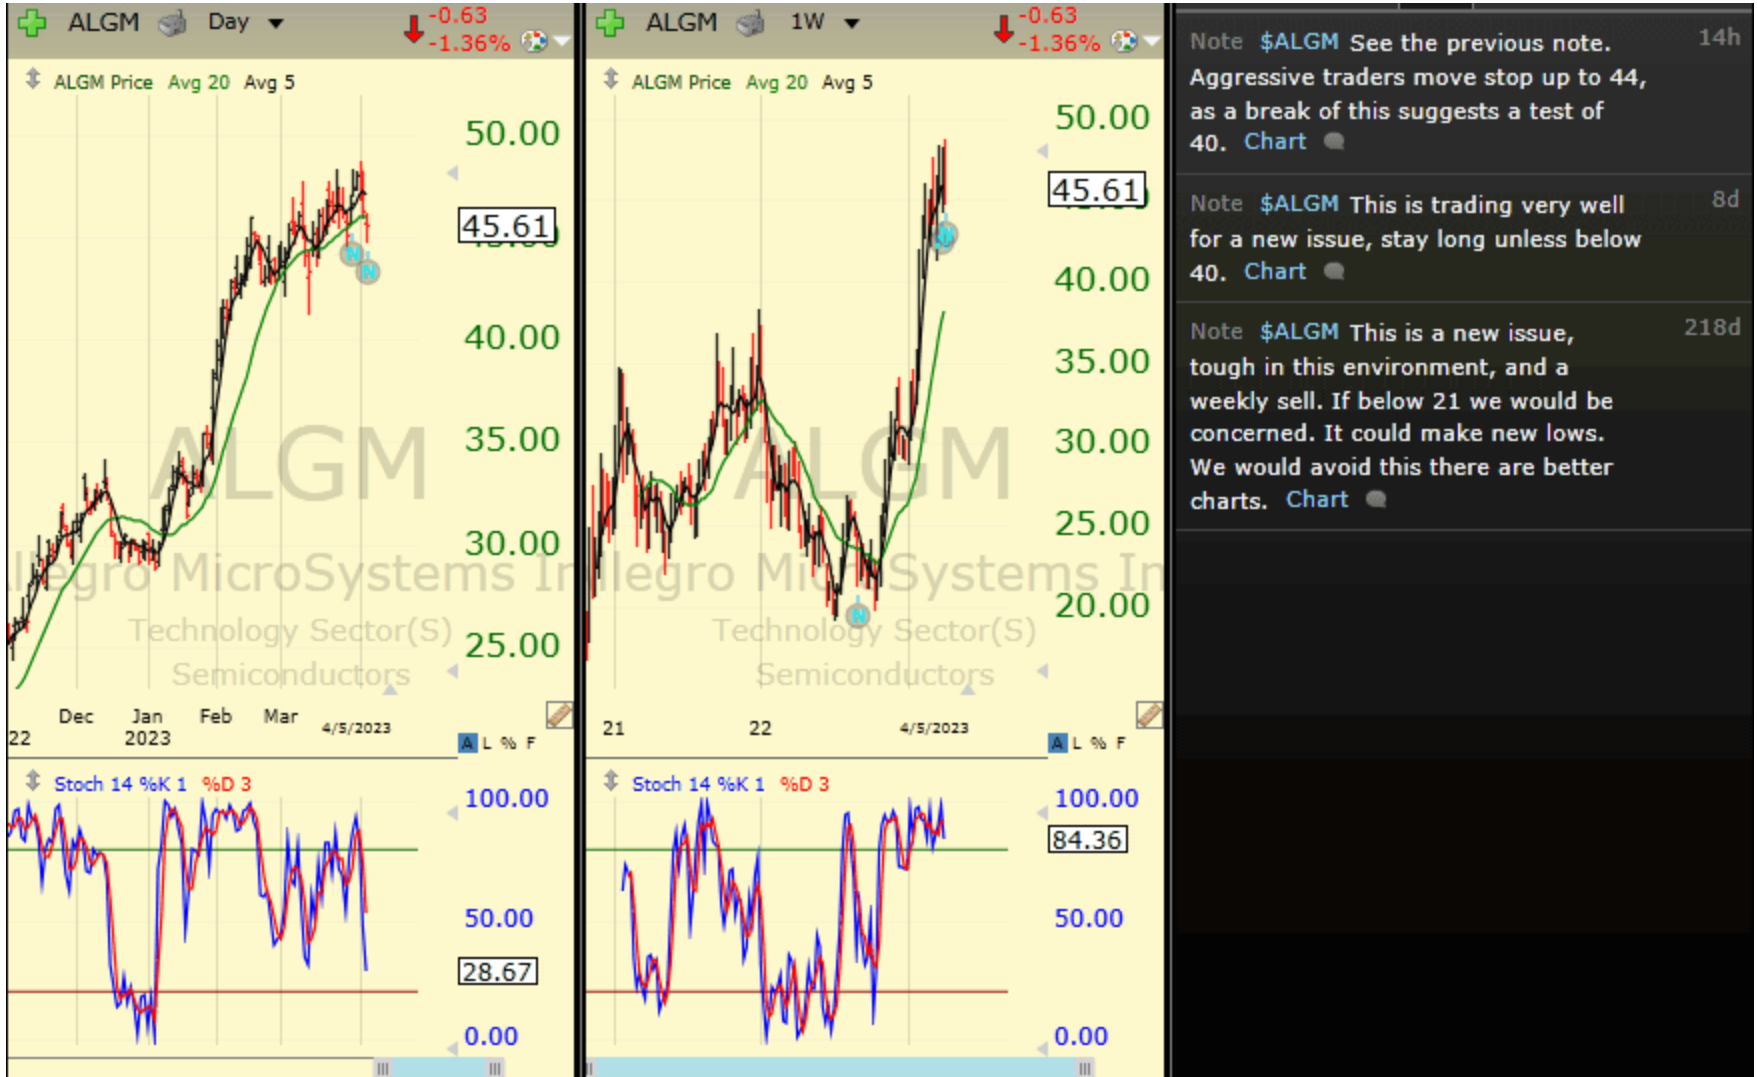 ALGM Day -0.63
-1.36%
ALGM Price Avg 20 Avg 5
50.00
45.61
40.00
35.00
30.00
25.00
N
N
ALGM
llegro MicroSystems In
Technology Sector(S)
Semiconductors
Dec Jan Feb Mar 4/5/2023
22 2023
A L % F
Stoch 14 %K 1 %D 3
100.00
50.00
28.67
0.00
ALGM 1W -0.63
-1.36%
ALGM Price Avg 20 Avg 5
50.00
45.61
40.00
35.00
30.00
25.00
20.00
N
N
ALGM
llegro MicroSystems In
Technology Sector(S)
Semiconductors
21 22 4/5/2023
A L % F
Stoch 14 %K 1 %D 3
100.00
84.36
50.00
0.00
Note $ALGM See the previous note. 14h
Aggressive traders move stop up to 44,
as a break of this suggests a test of
40. Chart
Note $ALGM This is trading very well 8d
for a new issue, stay long unless below
40. Chart
Note $ALGM This is a new issue, 218d
tough in this environment, and a
weekly sell. If below 21 we would be
concerned. It could make new lows.
We would avoid this there are better
charts. Chart